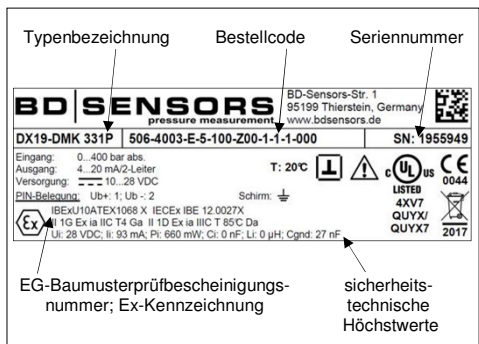 Typenbezeichnung Bestellcode Seriennummer
BD SENSORS
pressure measurement
BD-Sensors-Str. 1
95199 Thierstein, Germany
www.bdsensors.de
DX19-DMK 331P 506-4003-E-5-100-Z00-1-1-1-000 SN: 1955949
Eingang: 0...400 bar abs.
Ausgang: 4...20 mA/2-Leiter
Versorgung: 10...28 VDC
T: 20°C
PIN-Belegung: Ub+: 1; Ub -: 2 Schirm:
IBExU10ATEX1068 X IECEx IBE 12.0027X
II 1G Ex ia IIC T4 Ga II 1D Ex ia IIIC T 85°C Da
Ui: 28 VDC; Ii: 93 mA; Pi: 660 mW; Ci: 0 nF; Li: 0 µH; Cgnd: 27 nF
Ex
c UL us
LISTED
4XV7
QUYX/
QUYX7
CE
0044
2017
EG-Baumusterprüfbescheinigungs-
nummer; Ex-Kennzeichnung
sicherheits-
technische
Höchstwerte